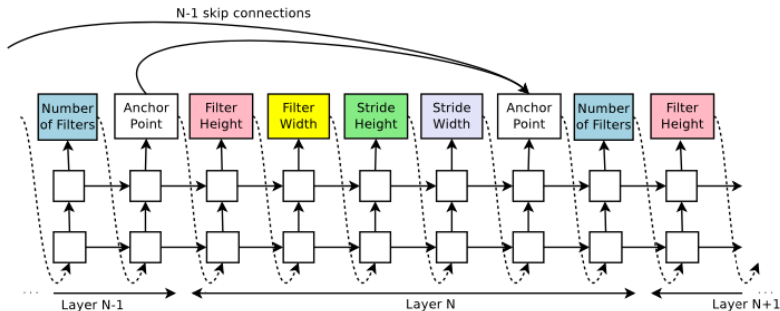 N-1 skip connections
Number
of Filters
Anchor
Point
Filter
Height
Filter
Width
Stride
Height
Stride
Width
Anchor
Point
Number
of Filters
Filter
Height
...
Layer N-1
Layer N
Layer N+1
...